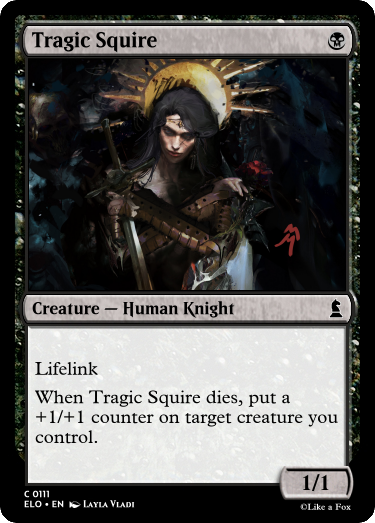 Tragic Squire
Creature — Human Knight
Lifelink
When Tragic Squire dies, put a
+1/+1 counter on target creature you
control.
1/1
C 0111
ELO • EN Layla Vladi
©Like a Fox